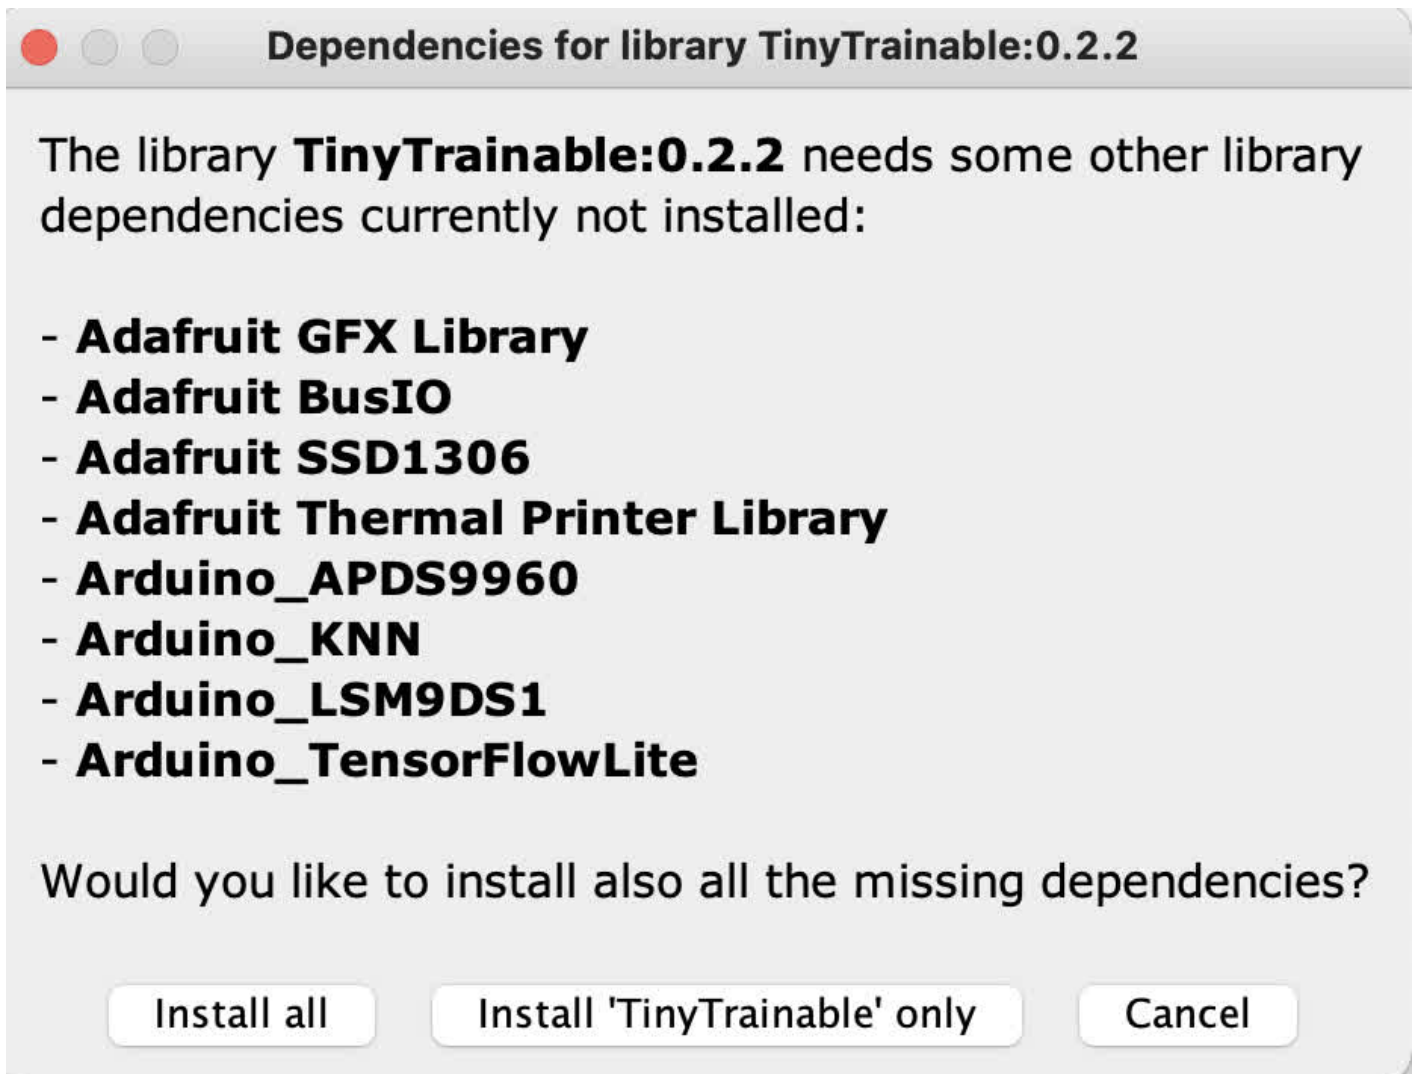 Dependencies for library TinyTrainable:0.2.2
The library TinyTrainable:0.2.2 needs some other library
dependencies currently not installed:
- Adafruit GFX Library
- Adafruit BusIO
- Adafruit SSD1306
- Adafruit Thermal Printer Library
- Arduino_APDS9960
- Arduino_KNN
- Arduino_LSM9DS1
- Arduino_TensorFlowLite
Would you like to install also all the missing dependencies?
Install all
Install 'TinyTrainable' only
Cancel